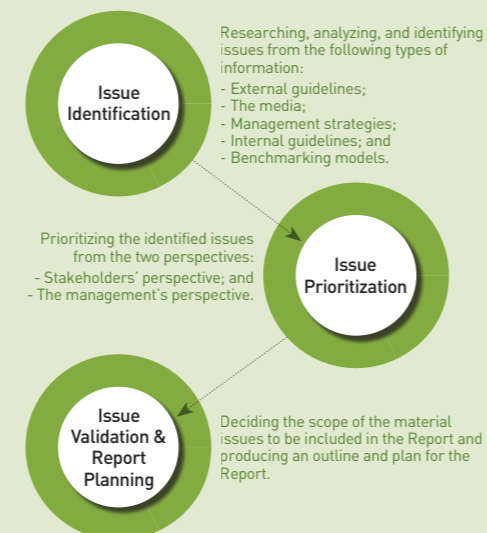 Issue
Identification
Researching, analyzing, and identifying
issues from the following types of
information:
- External guidelines;
- The media;
- Management strategies;
- Internal guidelines; and
- Benchmarking models.
Prioritizing the identified issues
from the two perspectives:
- Stakeholders' perspective; and
- The management's perspective.
Issue
Prioritization
Issue
Validation &
Report
Planning
Deciding the scope of the material
issues to be included in the Report and
producing an outline and plan for the
Report.